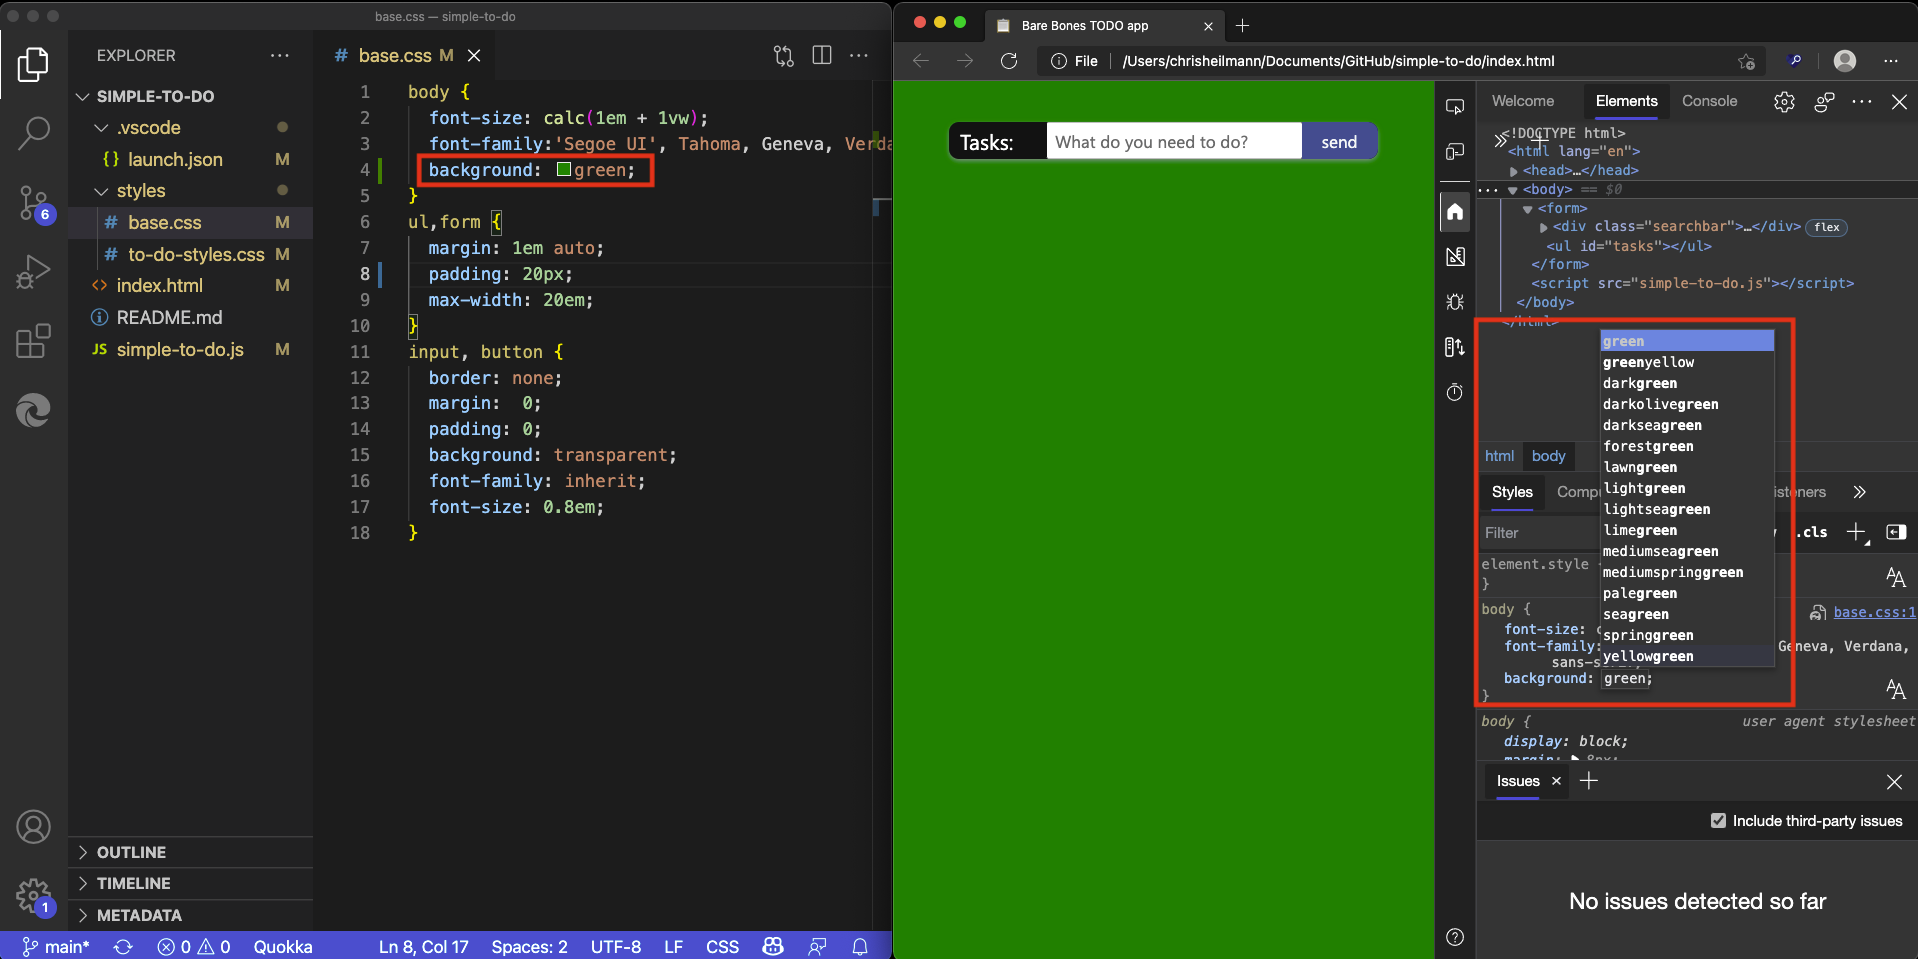 base.css — simple-to-do
EXPLORER
SIMPLE-TO-DO
.vscode
{} launch.json M
styles
# base.css M
# to-do-styles.css M
<> index.html M
README.md
JS simple-to-do.js M
6
1
OUTLINE
TIMELINE
METADATA
# base.css M
1 body {
2 font-size: calc(1em + 1vw);
3 font-family:'Segoe UI', Tahoma, Geneva, Verda
4 background: green;
5 }
6 ul,form {
7 margin: 1em auto;
8 padding: 20px;
9 max-width: 20em;
10 }
11 input, button {
12 border: none;
13 margin:  0;
14 padding: 0;
15 background: transparent;
16 font-family: inherit;
17 font-size: 0.8em;
18 }
main* 0 0 Quokka Ln 8, Col 17 Spaces: 2 UTF-8 LF CSS
Bare Bones TODO app
File /Users/chrisheilmann/Documents/GitHub/simple-to-do/index.html
Tasks: What do you need to do? send
Welcome Elements Console
<!DOCTYPE html>
<html lang="en">
<head>…</head>
<body> == $0
<form>
<div class="searchbar">…</div> flex
<ul id="tasks"></ul>
</form>
<script src="simple-to-do.js"></script>
</body>
</html>
green
greenyellow
darkgreen
darkolivegreen
darkseagreen
forestgreen
lawngreen
lightgreen
lightseagreen
limegreen
mediumseagreen
mediumspringgreen
palegreen
seagreen
springgreen
yellowgreen
html body
Styles Compu isteners
Filter .cls
element.style {
}
body { base.css:1
font-size: c
font-family: Geneva, Verdana,
sans-serif;
background: green;
}
body { user agent stylesheet
display: block;
margin: 8px;
Issues
Include third-party issues
No issues detected so far